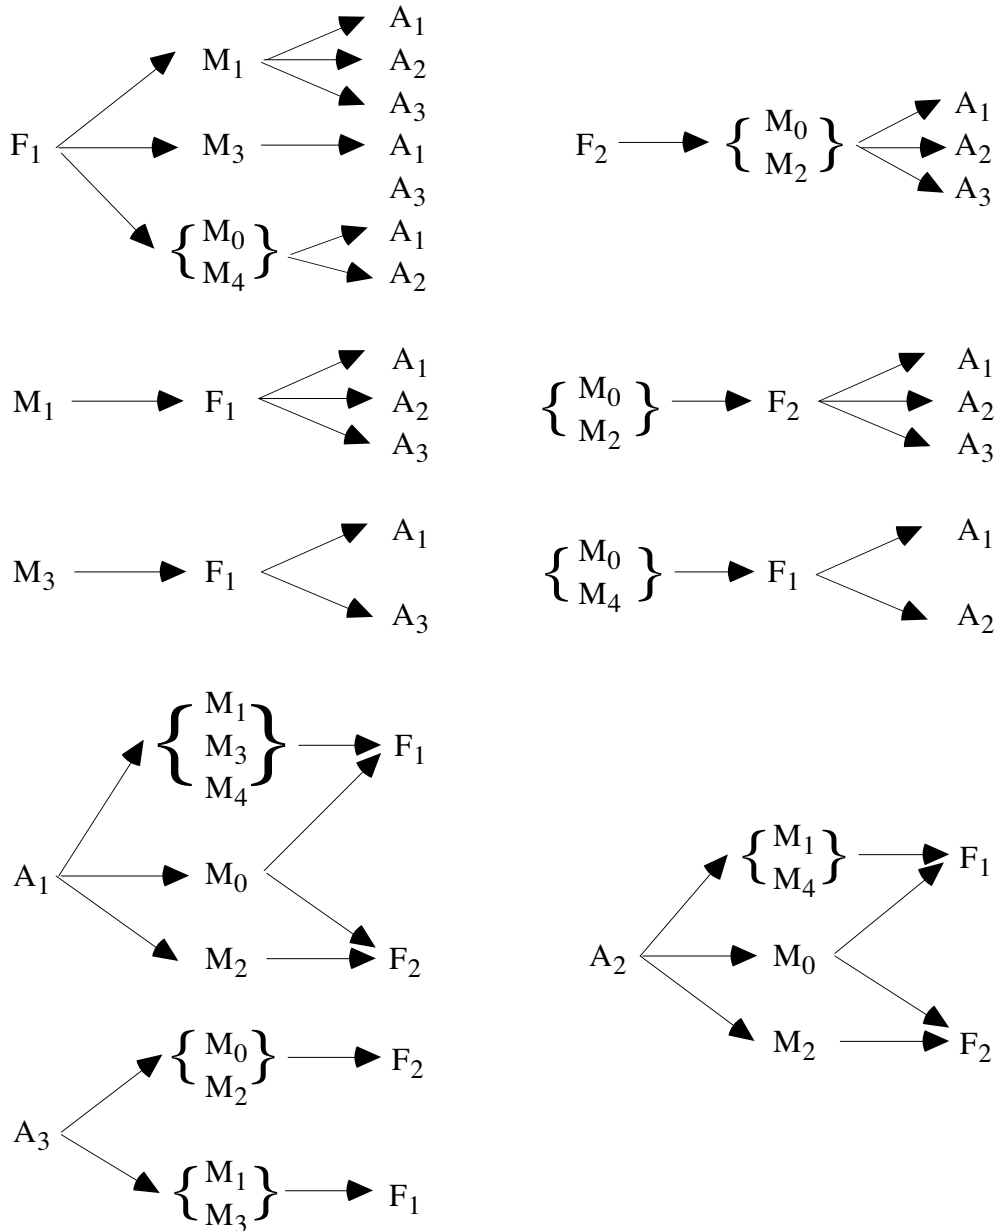 A1
M1 A2
A3
F1 M3 A1
A3
{ M0 M4 } A1
A2
F2 { M0 M2 } A1
A2
A3
M1 F1 A1
A2
A3
{ M0 M2 } F2 A1
A2
A3
M3 F1 A1
A3
{ M0 M4 } F1 A1
A2
{ M1 M3 M4 } F1
A1 M0
M2 F2
{ M1 M4 } F1
A2 M0
M2 F2
{ M0 M2 } F2
A3
{ M1 M3 } F1